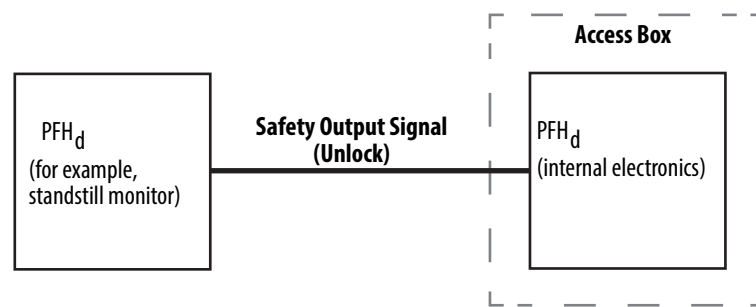 Access Box
PFHd
(for example,
standstill monitor)
Safety Output Signal
(Unlock)
PFHd
(internal electronics)